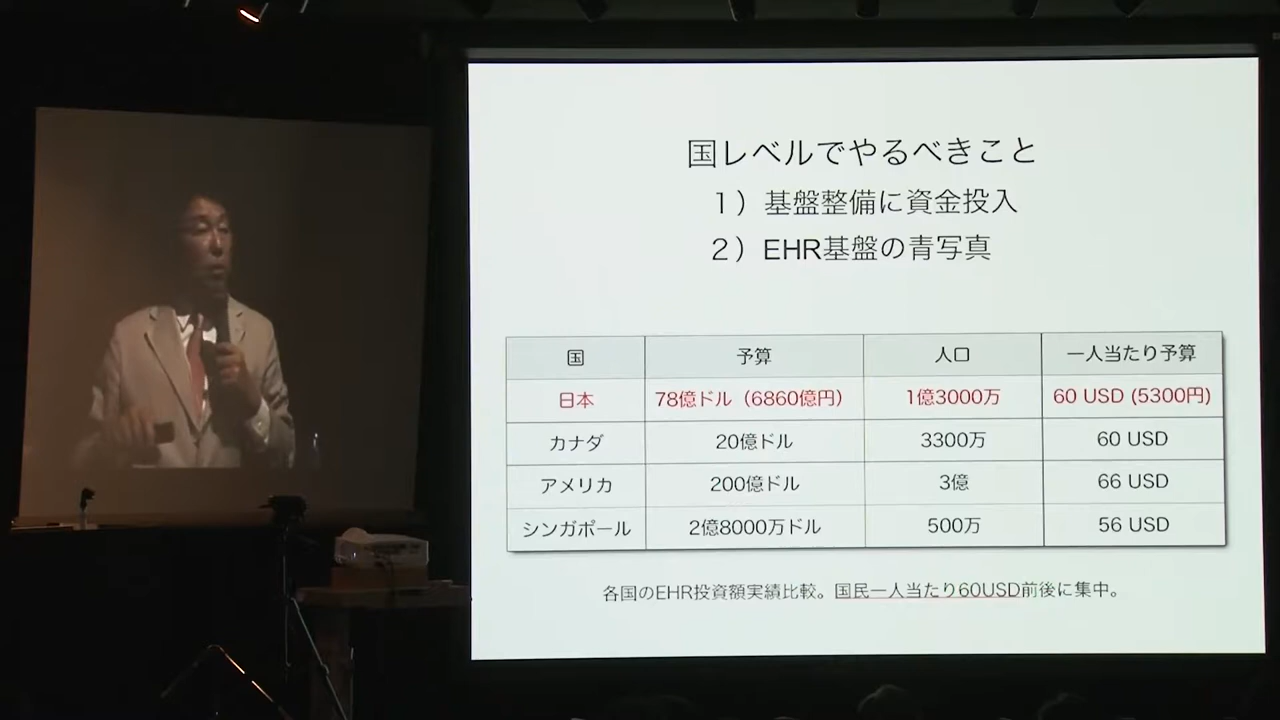 国レベルでやるべきこと
1）基盤整備に資金投入
2）EHR基盤の青写真
国 予算 人口 一人当たり予算
日本 78億ドル（6860億円） 1億3000万 60 USD (5300円)
カナダ 20億ドル 3300万 60 USD
アメリカ 200億ドル 3億 66 USD
シンガポール 2億8000万ドル 500万 56 USD
各国のEHR投資額実績比較。国民一人当たり60USD前後に集中。